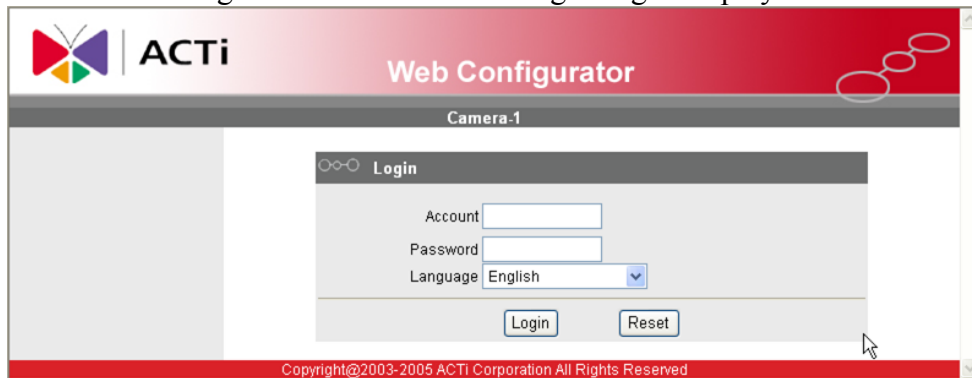 ACTi
Web Configurator
Camera-1
Login
Account
Password
Language English
Login Reset
Copyright@2003-2005 ACTi Corporation All Rights Reserved